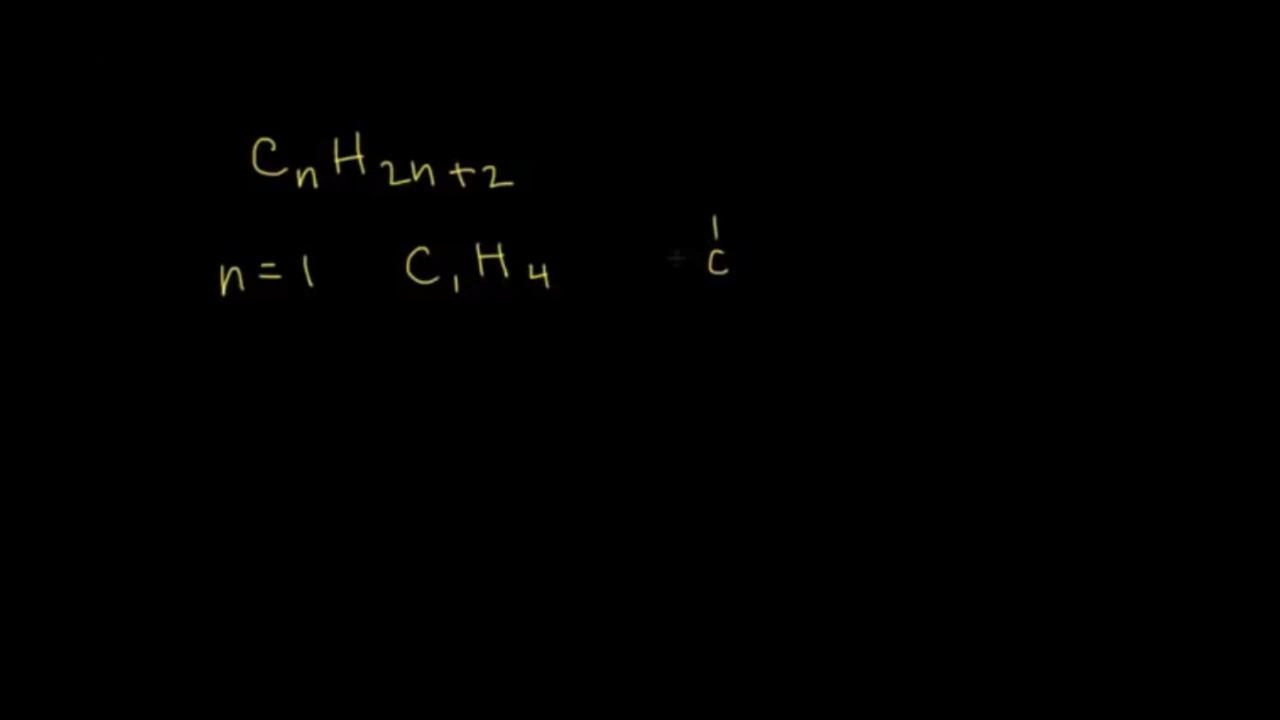 CₙH₂ₙ₊₂
n = 1 C₁H₄ C